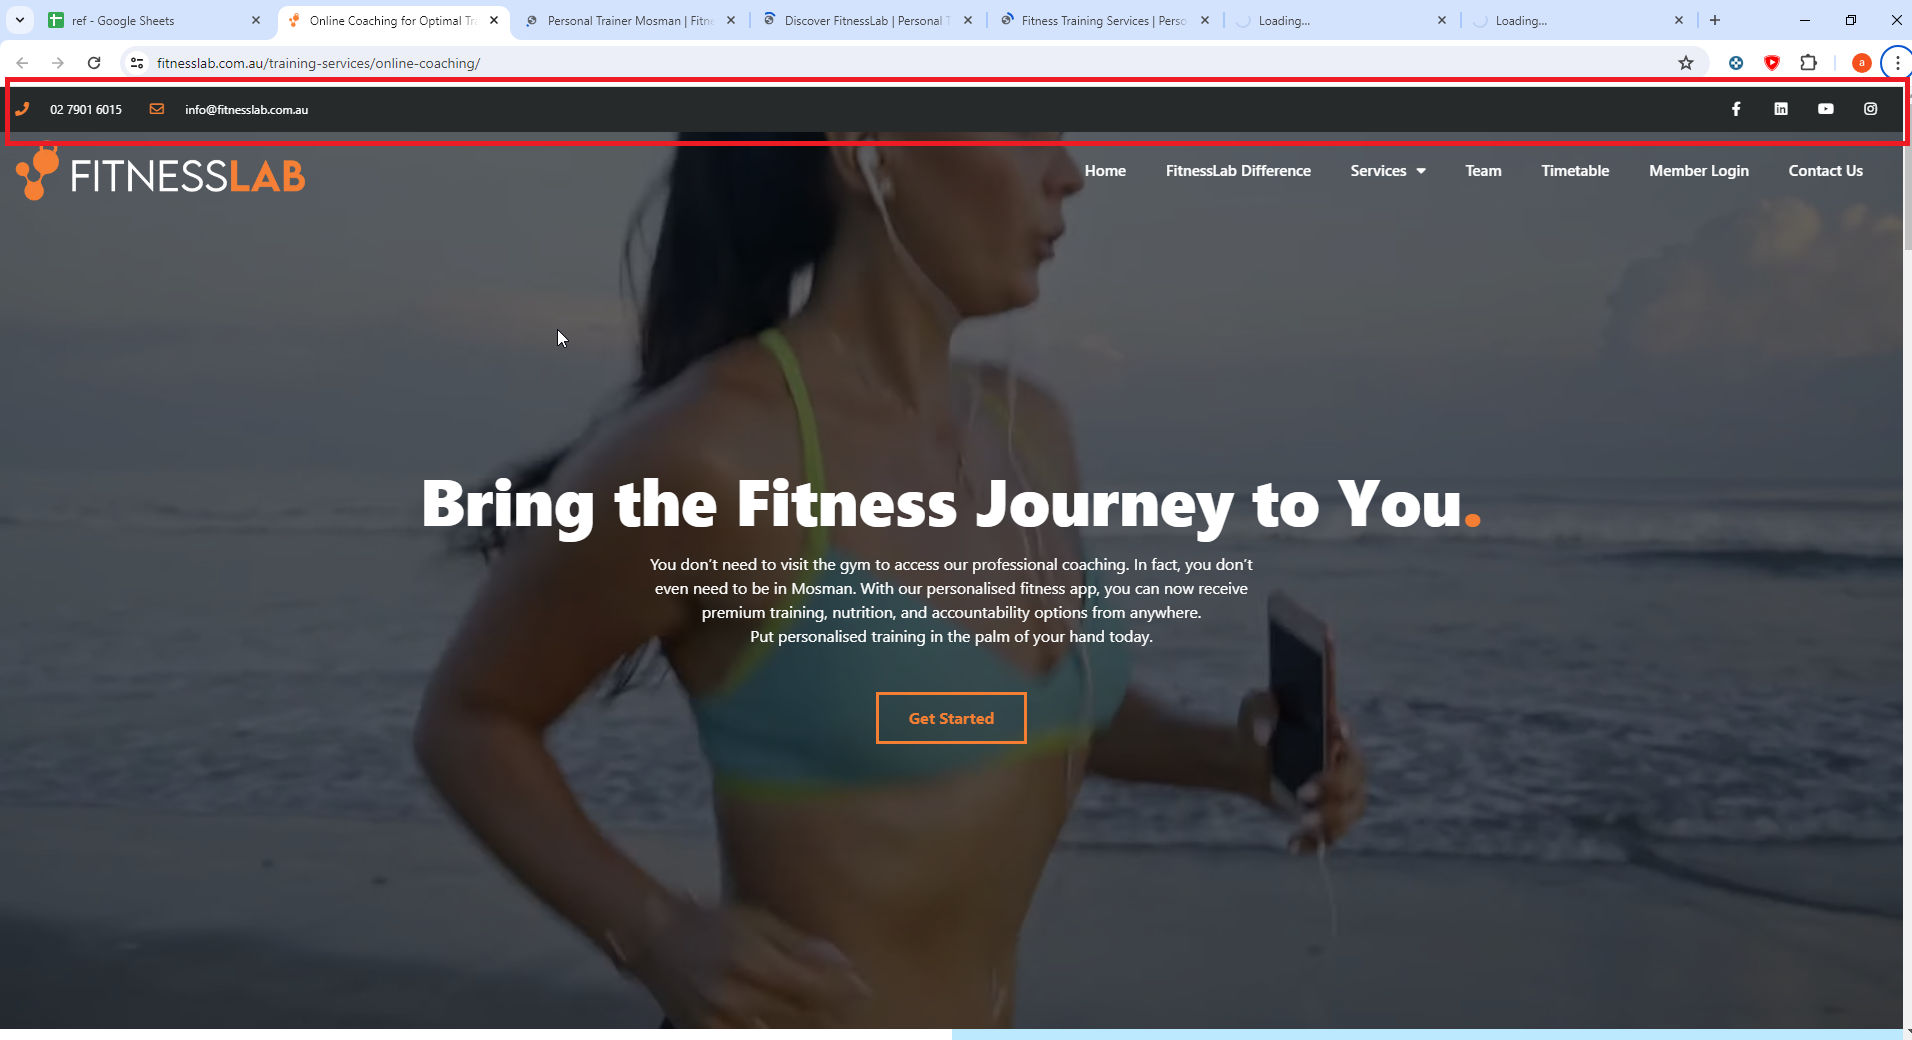 ref - Google Sheets
Online Coaching for Optimal Tra
Personal Trainer Mosman | Fitne
Discover FitnessLab | Personal T
Fitness Training Services | Perso
Loading...
Loading...
fitnesslab.com.au/training-services/online-coaching/
a
02 7901 6015
info@fitnesslab.com.au
FITNESSLAB
Home
FitnessLab Difference
Services
Team
Timetable
Member Login
Contact Us
Bring the Fitness Journey to You.
You don’t need to visit the gym to access our professional coaching. In fact, you don’t
even need to be in Mosman. With our personalised fitness app, you can now receive
premium training, nutrition, and accountability options from anywhere.
Put personalised training in the palm of your hand today.
Get Started